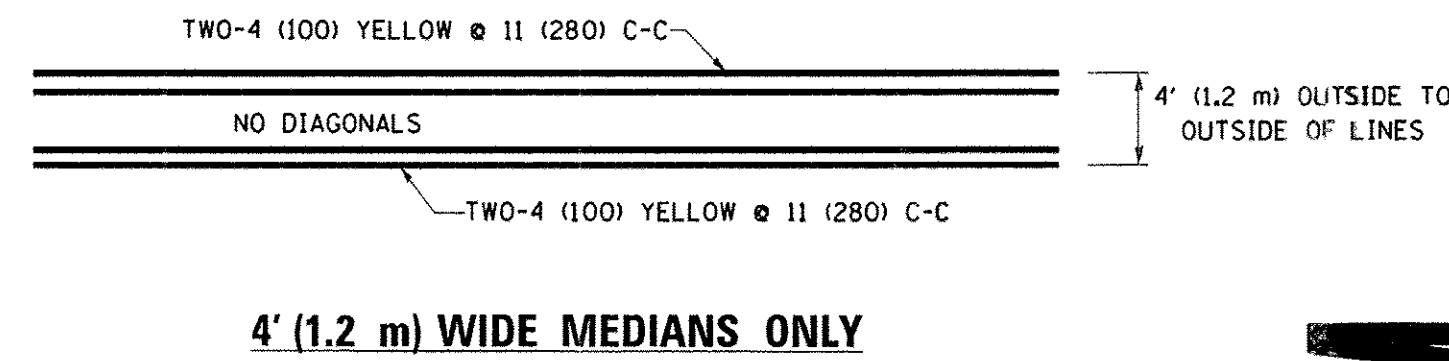 TWO-4 (100) YELLOW @ 11 (280) C-C
4' (1.2 m) OUTSIDE TO
OUTSIDE OF LINES
NO DIAGONALS
TWO-4 (100) YELLOW @ 11 (280) C-C
4' (1.2 m) WIDE MEDIANS ONLY